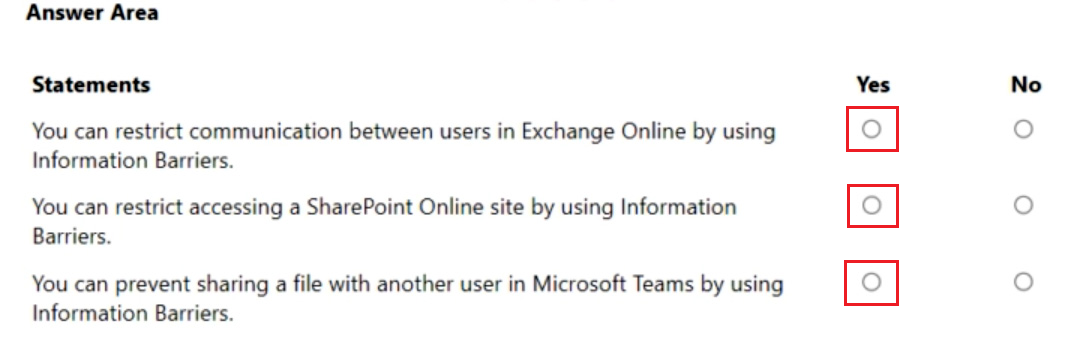 Answer Area
Statements Yes No
You can restrict communication between users in Exchange Online by using
Information Barriers.
You can restrict accessing a SharePoint Online site by using Information
Barriers.
You can prevent sharing a file with another user in Microsoft Teams by using
Information Barriers.